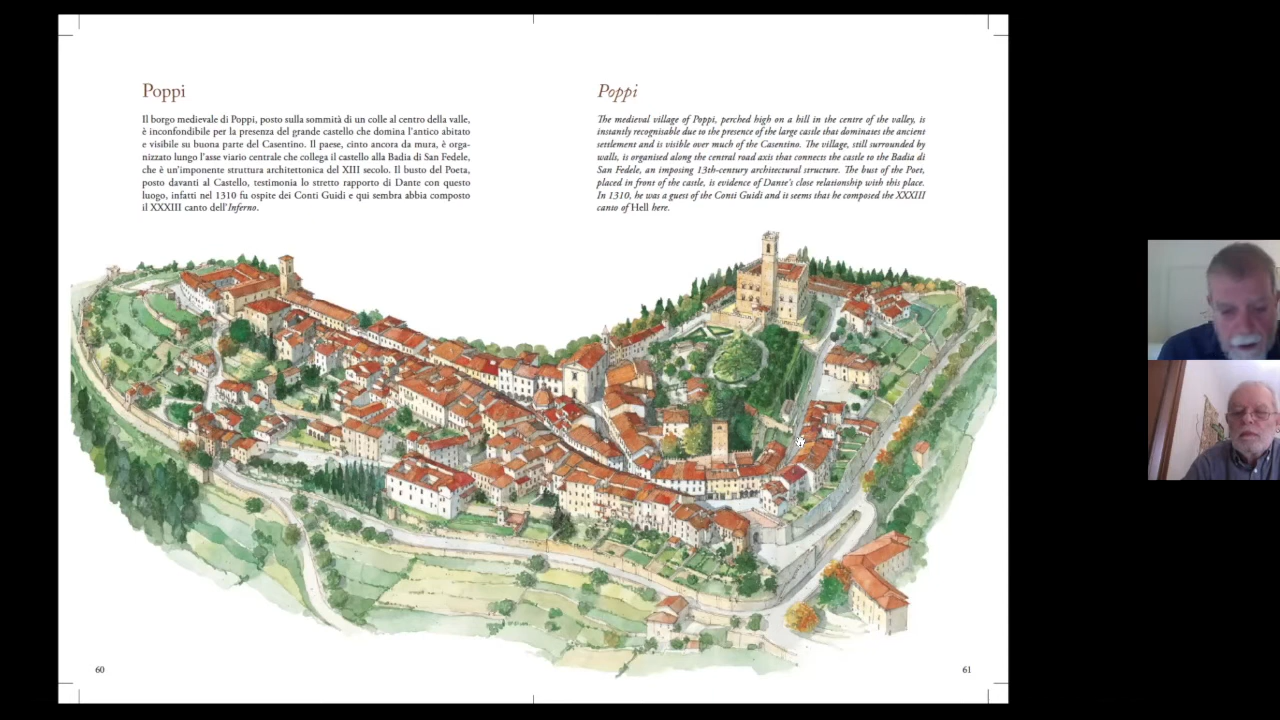 Poppi
Il borgo medievale di Poppi, posto sulla sommità di un colle al centro della valle,
è inconfondibile per la presenza del grande castello che domina l'antico abitato
e visibile su buona parte del Casentino. Il paese, cinto ancora da mura, è orga-
nizzato lungo l'asse viario centrale che collega il castello alla Badia di San Fedele,
che è un'imponente struttura architettonica del XIII secolo. Il busto del Poeta,
posto davanti al Castello, testimonia lo stretto rapporto di Dante con questo
luogo, infatti nel 1310 fu ospite dei Conti Guidi e qui sembra abbia composto
il XXXIII canto dell'Inferno.
Poppi
The medieval village of Poppi, perched high on a hill in the centre of the valley, is
instantly recognisable due to the presence of the large castle that dominates the ancient
settlement and is visible over much of the Casentino. The village, still surrounded by
walls, is organised along the central road axis that connects the castle to the Badia di
San Fedele, an imposing 13th-century architectural structure. The bust of the Poet,
placed in front of the castle, is evidence of Dante's close relationship with this place.
In 1310, he was a guest of the Conti Guidi and it seems that he composed the XXXIII
canto of Hell here.
60
61